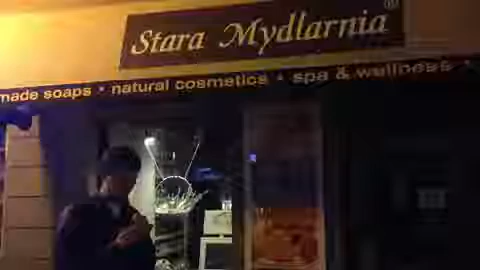 Stara Mydlarnia®
made soaps • natural cosmetics • spa & wellness •